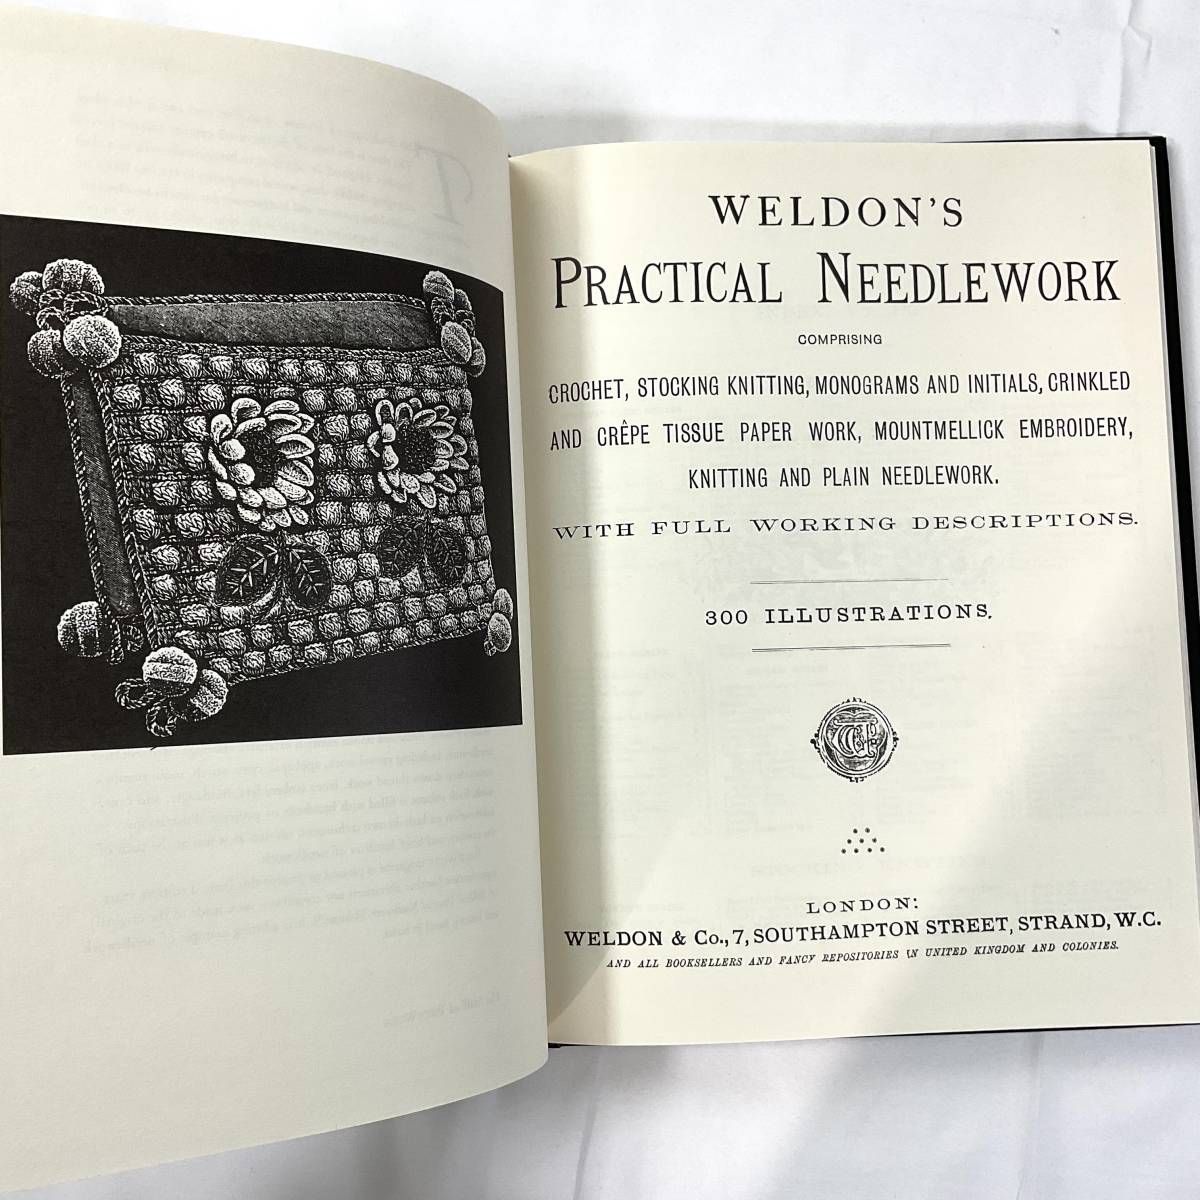 WELDON'S
PRACTICAL NEEDLEWORK
COMPRISING
CROCHET, STOCKING KNITTING, MONOGRAMS AND INITIALS, CRINKLED
AND CRÊPE TISSUE PAPER WORK, MOUNTMELLICK EMBROIDERY,
KNITTING AND PLAIN NEEDLEWORK.
WITH FULL WORKING DESCRIPTIONS.
300 ILLUSTRATIONS.
LONDON:
WELDON & Co., 7, SOUTHAMPTON STREET, STRAND, W.C.
AND ALL BOOKSELLERS AND FANCY REPOSITORIES IN UNITED KINGDOM AND COLONIES.